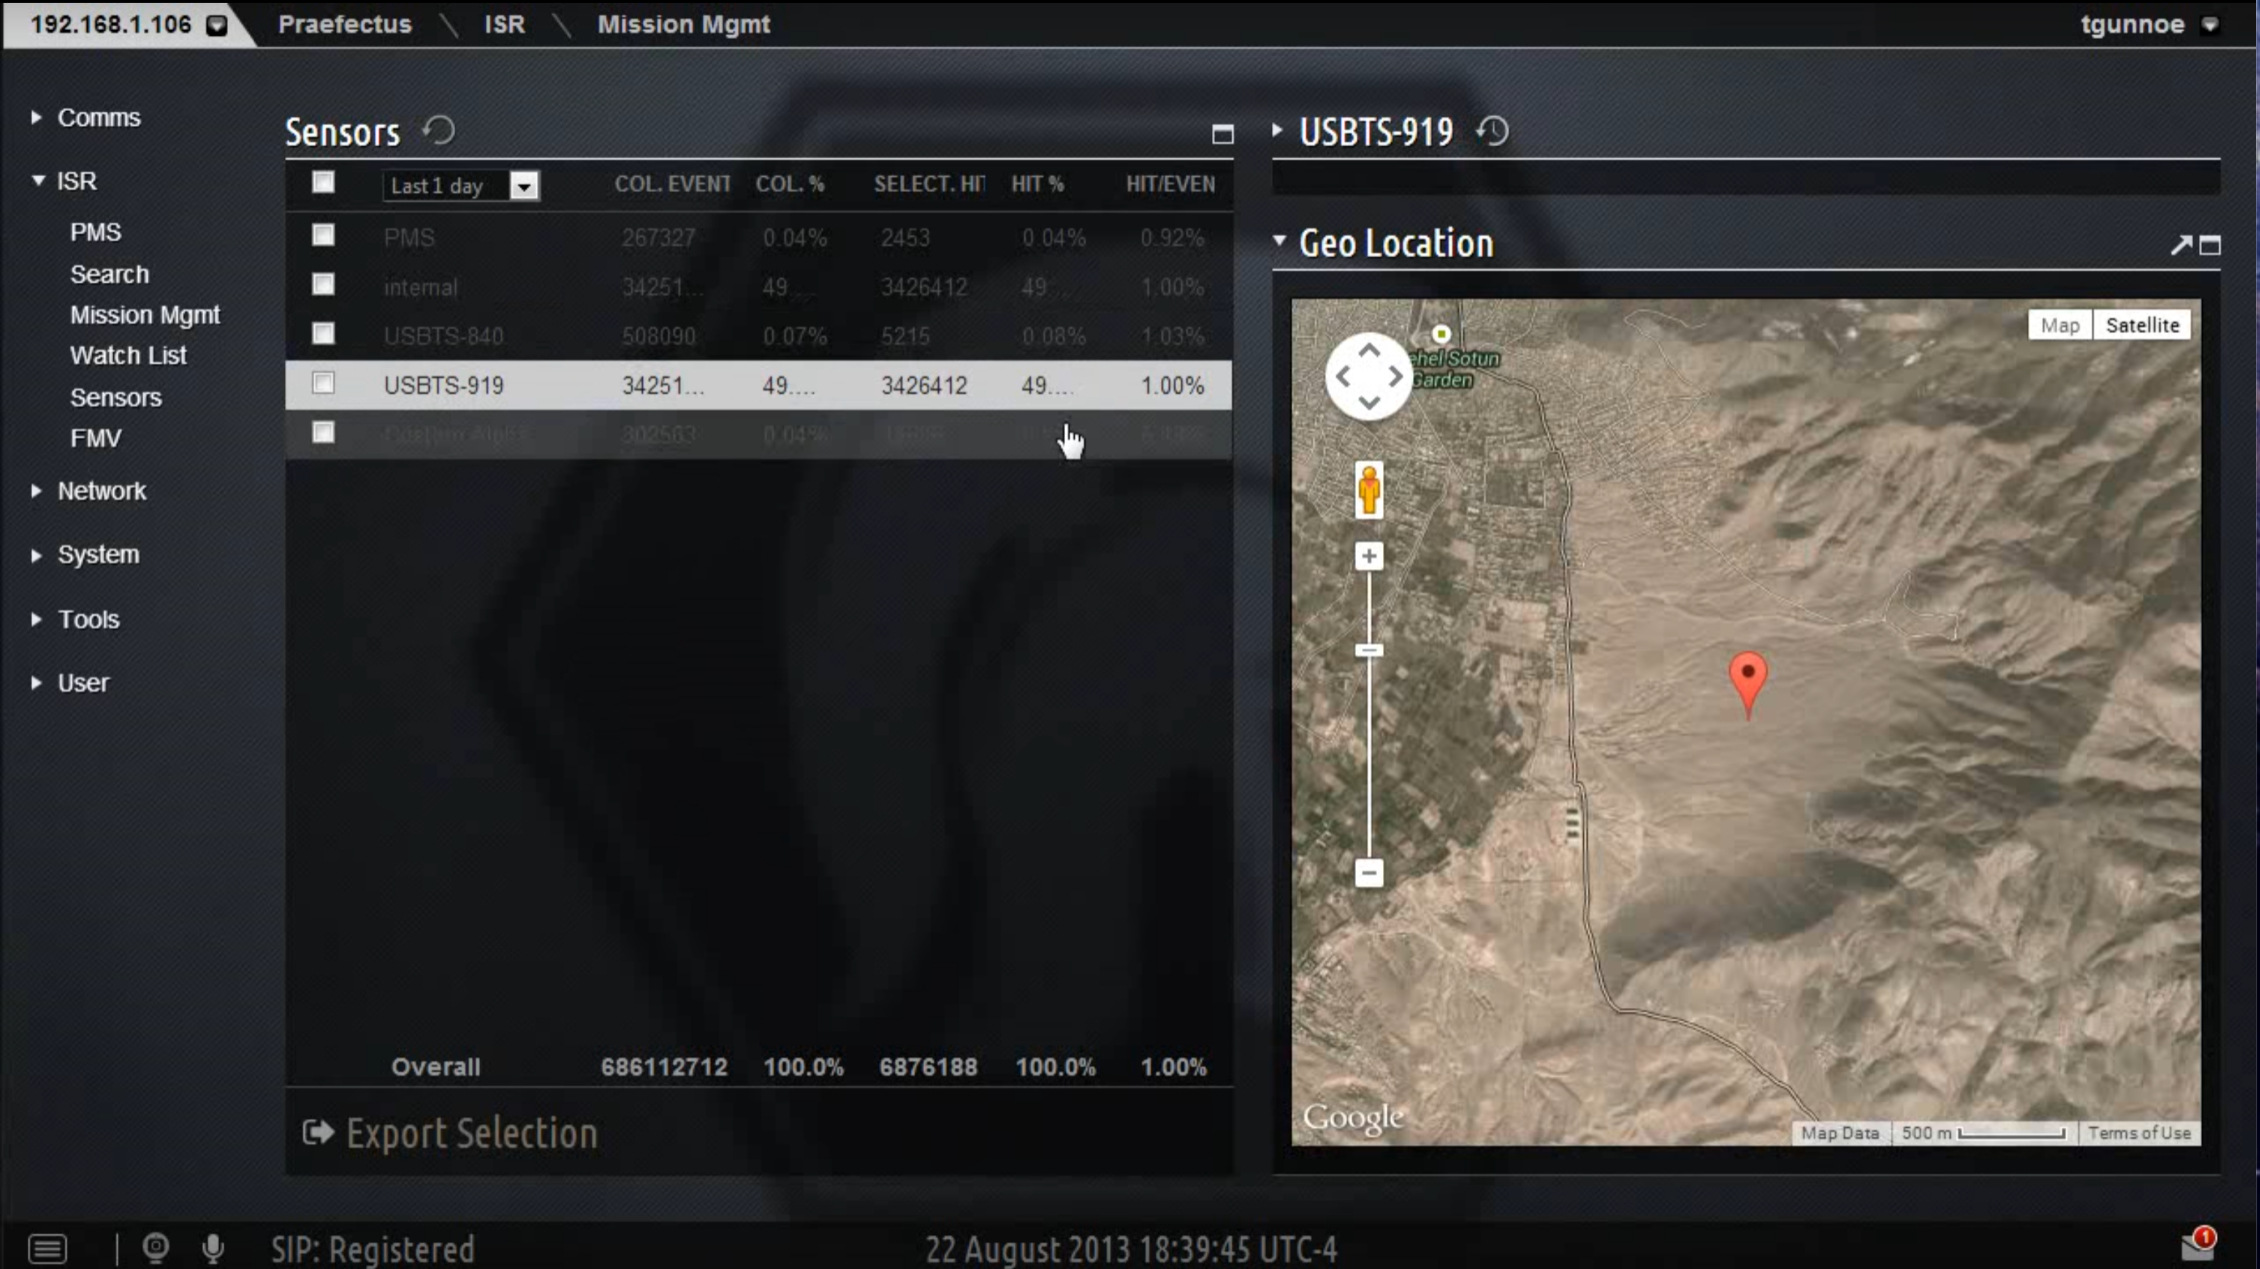 192.168.1.106 Praefectus ISR Mission Mgmt tgunnoe
Comms
ISR
PMS
Search
Mission Mgmt
Watch List
Sensors
FMV
Network
System
Tools
User
Sensors
Last 1 day COL. EVENT COL. % SELECT. HIT HIT % HIT/EVEN
PMS 267327 0.04% 2453 0.04% 0.92%
internal 34251... 49.... 3426412 49.... 1.00%
USBTS-840 508090 0.07% 5215 0.08% 1.03%
USBTS-919 34251... 49.... 3426412 49.... 1.00%
303563 0.04%
Overall 686112712 100.0% 6876188 100.0% 1.00%
Export Selection
USBTS-919
Geo Location
Map Satellite
ehel Sotun
Garden
Google
Map Data 500 m Terms of Use
SIP: Registered 22 August 2013 18:39:45 UTC-4 1